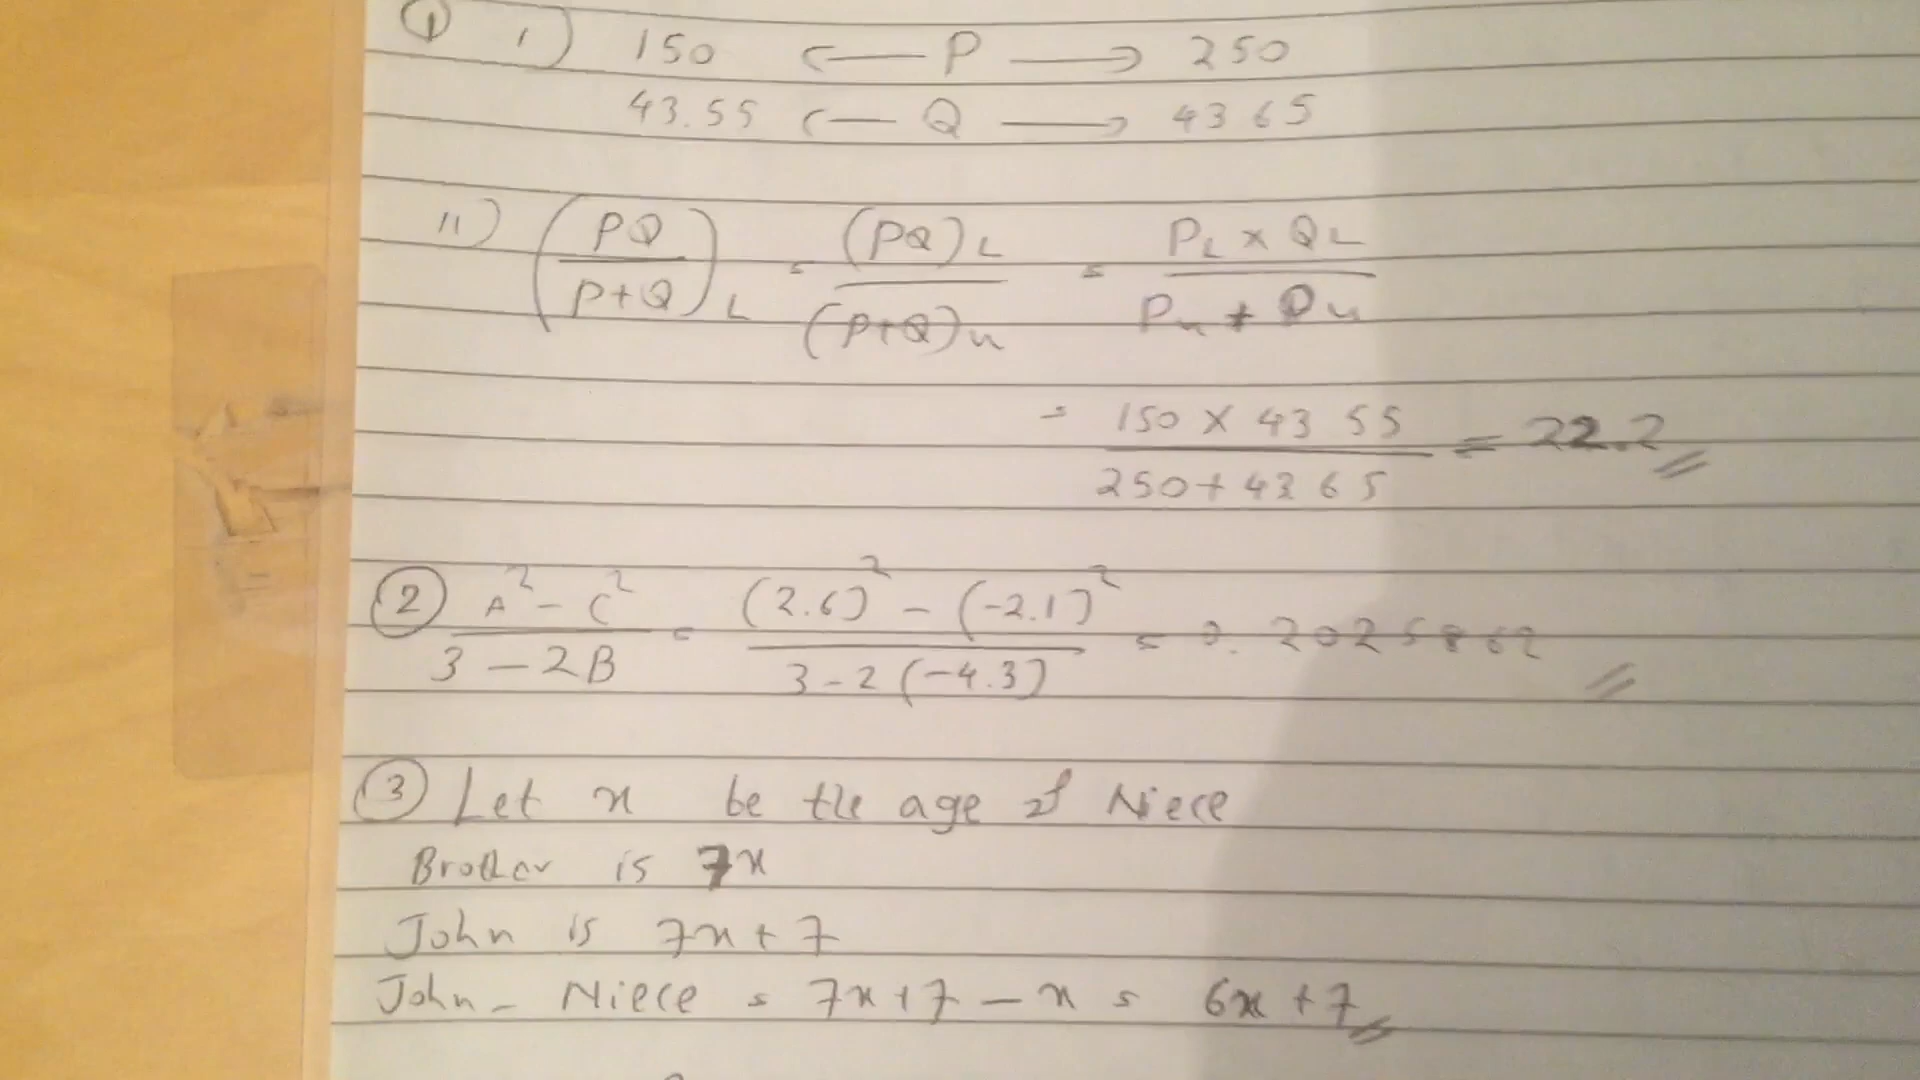 ① i) 150 ← P → 250
43.55 ← Q → 43 65
ii) (PQ / P+Q)L = (PQ)L / (P+Q)u = PL × QL / Pu + Qu
= 150 × 43 55 / 250 + 43 65 = 22.2
② A² - C² / 3 - 2B = (2.6)² - (-2.1)² / 3 - 2(-4.3) = 0.2025862
③ Let x be the age of Niece
Brother is 7x
John is 7x + 7
John - Niece = 7x + 7 - x = 6x + 7